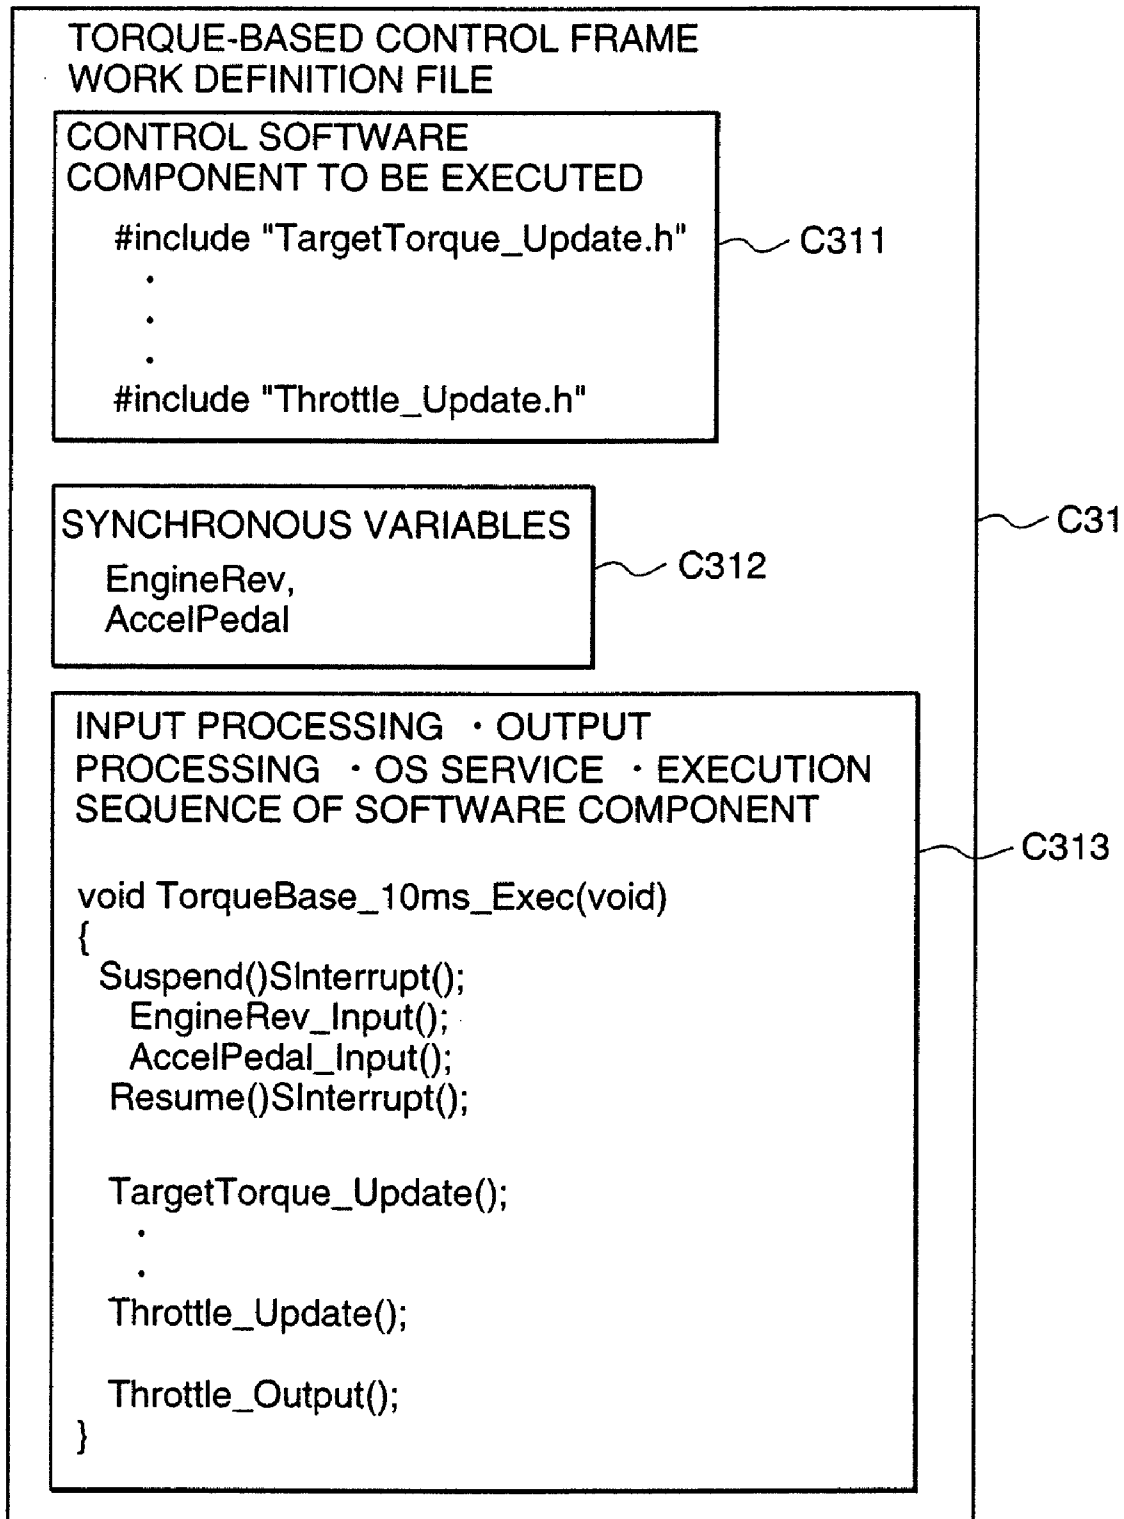 TORQUE-BASED CONTROL FRAME
WORK DEFINITION FILE
CONTROL SOFTWARE
COMPONENT TO BE EXECUTED
#include "TargetTorque_Update.h"
·
·
·
#include "Throttle_Update.h"
C311
SYNCHRONOUS VARIABLES
EngineRev,
AccelPedal
C312
C31
INPUT PROCESSING ・OUTPUT
PROCESSING ・OS SERVICE ・EXECUTION
SEQUENCE OF SOFTWARE COMPONENT
C313
void TorqueBase_10ms_Exec(void)
{
Suspend()SInterrupt();
EngineRev_Input();
AccelPedal_Input();
Resume()SInterrupt();
TargetTorque_Update();
·
·
Throttle_Update();
Throttle_Output();
}